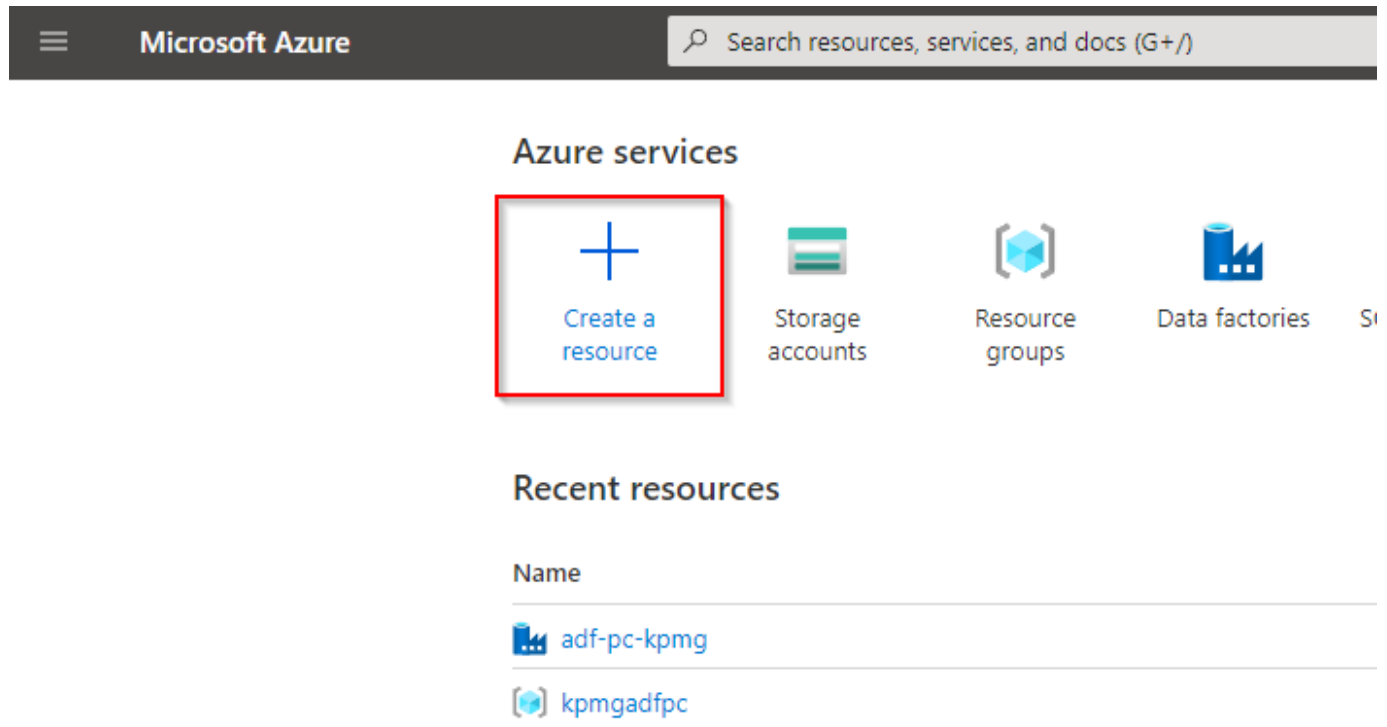 Microsoft Azure
Search resources, services, and docs (G+/)
Azure services
Create a
resource
Storage
accounts
Resource
groups
Data factories
Recent resources
Name
adf-pc-kpmg
kpmgadfpc